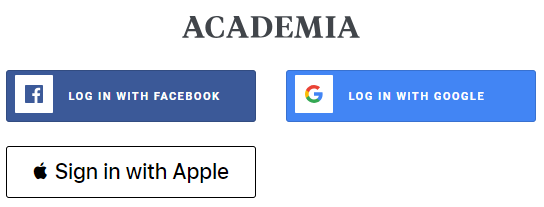 ACADEMIA
LOG IN WITH FACEBOOK
LOG IN WITH GOOGLE
Sign in with Apple